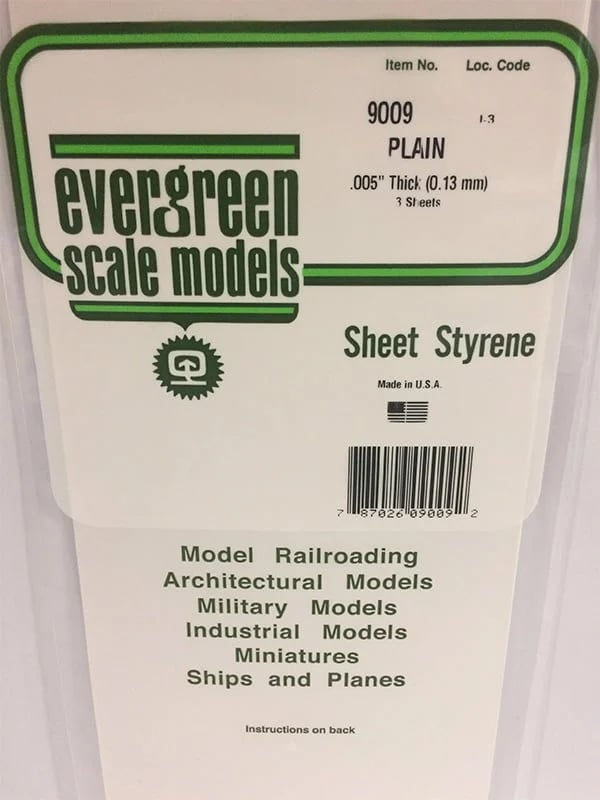 Item No. Loc. Code
9009 I-3
PLAIN
.005" Thick (0.13 mm)
3 Sheets
evergreen
scale models
Sheet Styrene
Made in U.S.A.
7 87026 09009 2
Model Railroading
Architectural Models
Military Models
Industrial Models
Miniatures
Ships and Planes
Instructions on back